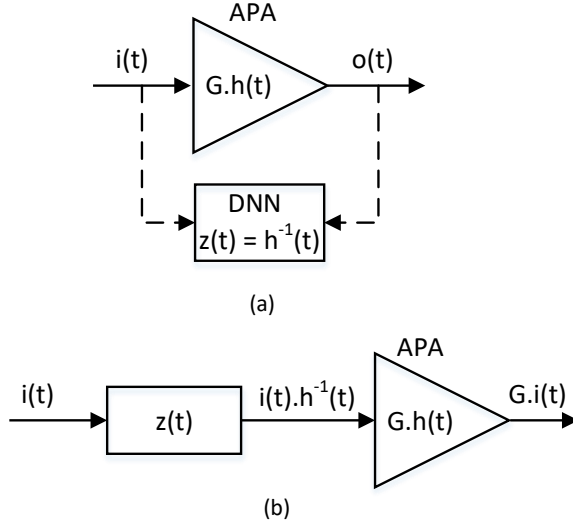 APA
i(t)
o(t)
G.h(t)
DNN
z(t) = h⁻¹(t)
(a)
APA
i(t)
i(t).h⁻¹(t)
G.i(t)
z(t)
G.h(t)
(b)